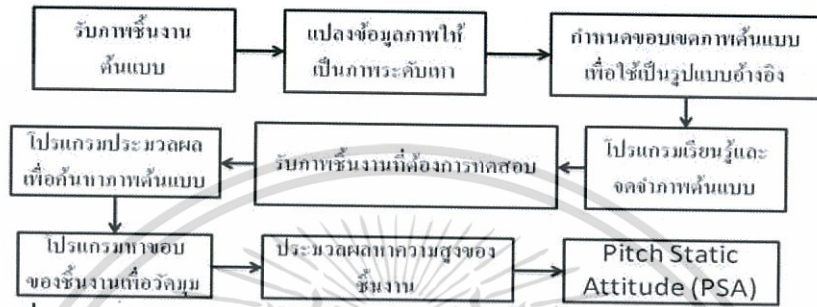 รับภาพชิ้นงาน
ต้นแบบ
แปลงข้อมูลภาพให้
เป็นภาพระดับเทา
กำหนดขอบเขตภาพต้นแบบ
เพื่อใช้เป็นรูปแบบอ้างอิง
โปรแกรมเรียนรู้และ
จดจำภาพต้นแบบ
รับภาพชิ้นงานที่ต้องการทดสอบ
โปรแกรมประมวลผล
เพื่อค้นหาภาพต้นแบบ
โปรแกรมหาขอบ
ของชิ้นงานเพื่อวัดมุม
ประมวลผลหาความสูงของ
ชิ้นงาน
Pitch Static
Attitude (PSA)